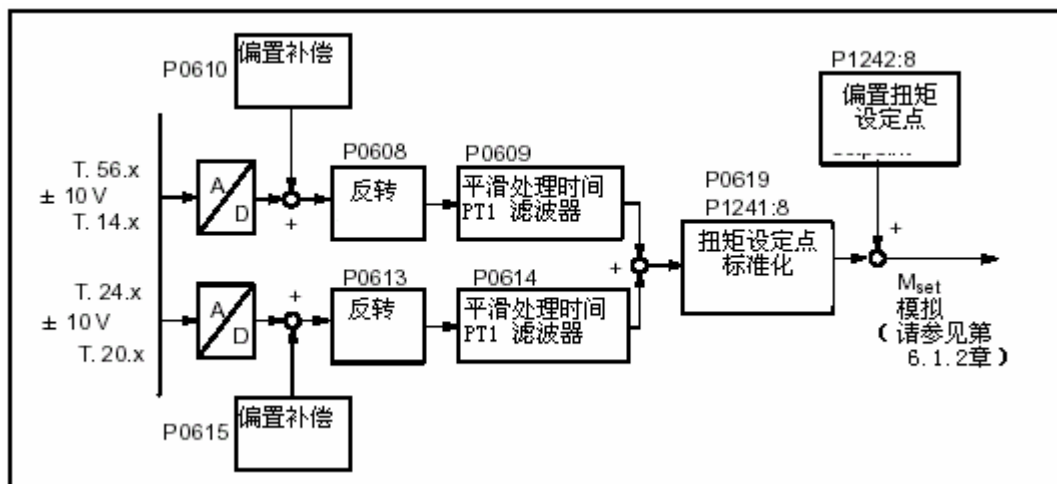 P0610
偏置补偿
P1242:8
偏置扭矩
设定点
T. 56.x
± 10 V
T. 14.x
A
D
+
P0608
反转
P0609
平滑处理时间
PT1 滤波器
P0619
P1241:8
扭矩设定点
标准化
+
+
Mset
模拟
(请参见第
6.1.2章)
T. 24.x
± 10 V
T. 20.x
A
D
+
P0613
反转
P0614
平滑处理时间
PT1 滤波器
P0615
偏置补偿